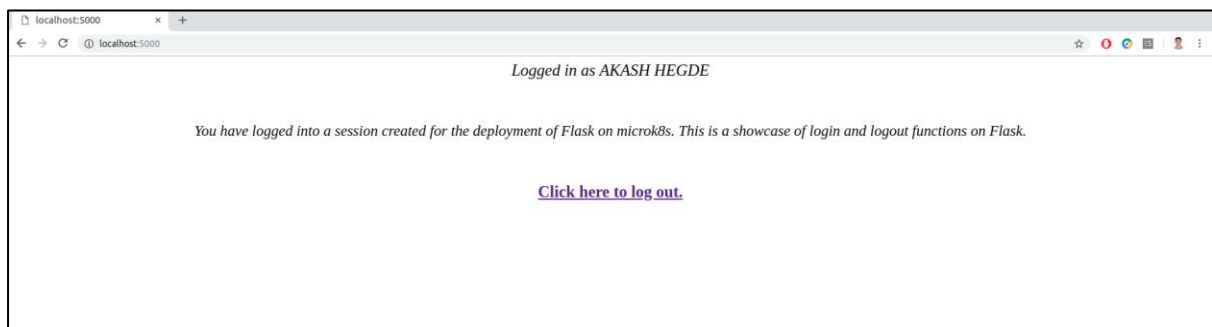 localhost:5000
localhost:5000
Logged in as AKASH HEGDE
You have logged into a session created for the deployment of Flask on microk8s. This is a showcase of login and logout functions on Flask.
Click here to log out.